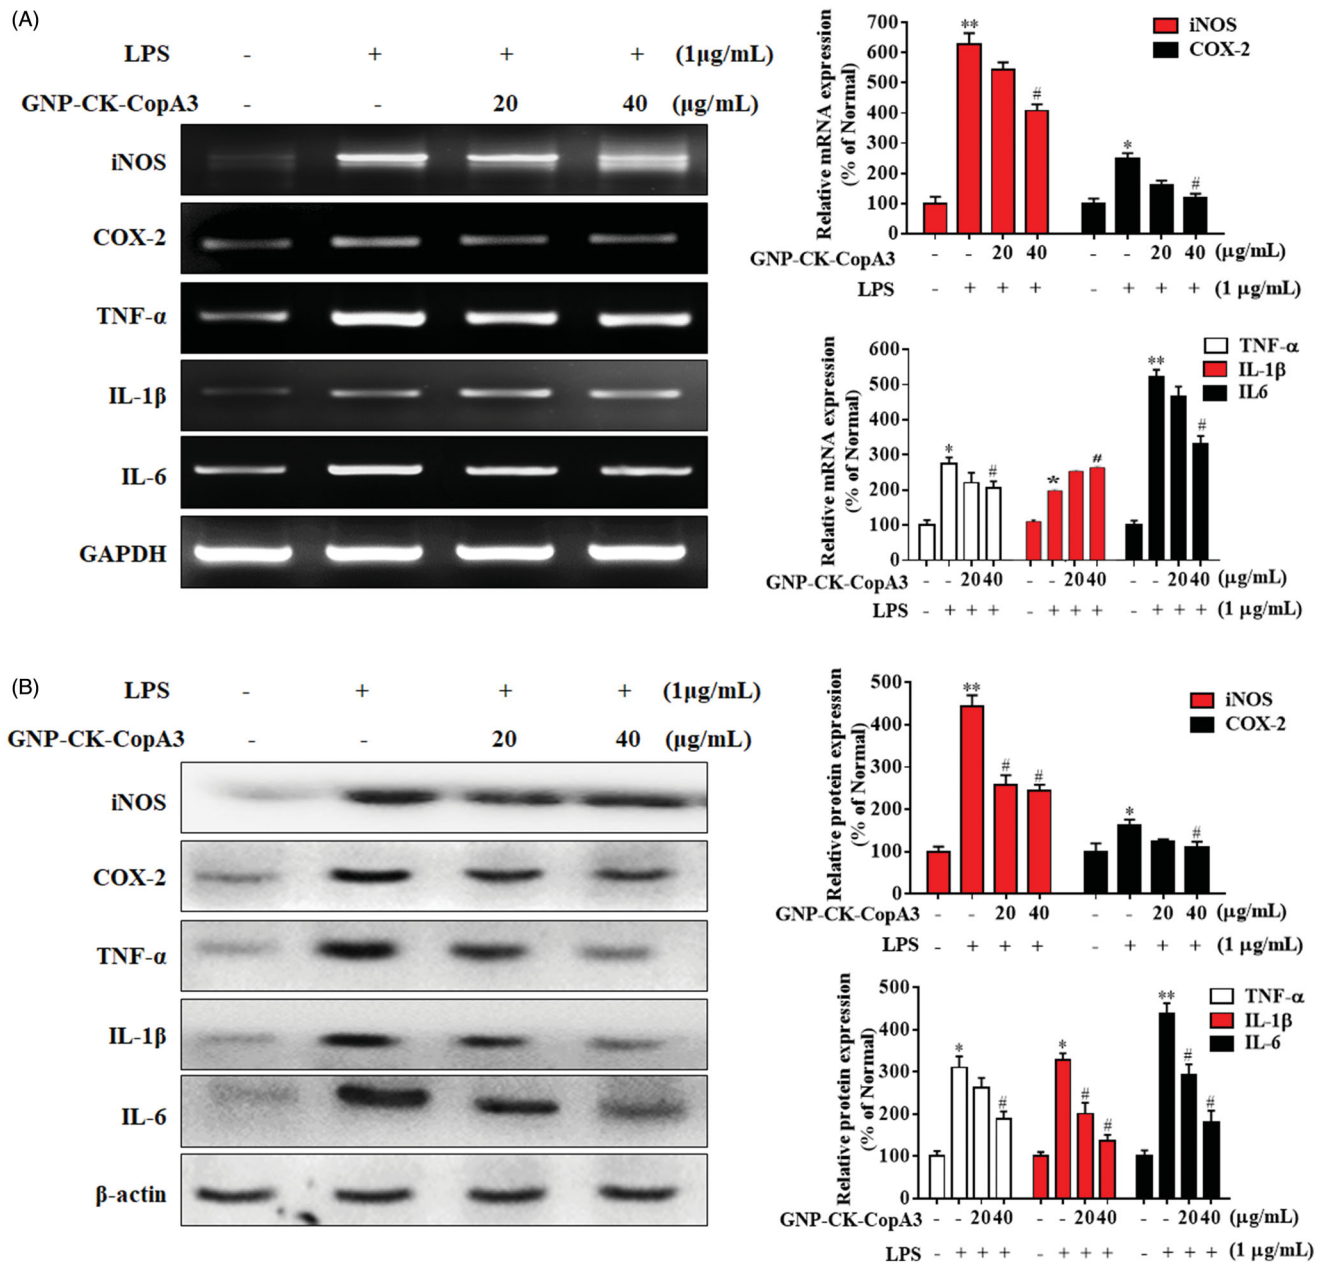 (A)
LPS - + + + (1μg/mL)
GNP-CK-CopA3 - - 20 40 (μg/mL)
iNOS
COX-2
TNF-α
IL-1β
IL-6
GAPDH
Relative mRNA expression
(% of Normal)
700
600
500
400
300
200
100
0
** # * #
iNOS
COX-2
GNP-CK-CopA3 - - 20 40 - - 20 40 (μg/mL)
LPS - + + + - + + + (1 μg/mL)
Relative mRNA expression
(% of Normal)
600
500
400
300
200
100
0
* # * # ** #
TNF-α
IL-1β
IL6
GNP-CK-CopA3 - - 20 40 - - 20 40 - - 20 40 (μg/mL)
LPS - + + + - + + + - + + + (1 μg/mL)
(B)
LPS - + + + (1μg/mL)
GNP-CK-CopA3 - - 20 40 (μg/mL)
iNOS
COX-2
TNF-α
IL-1β
IL-6
β-actin
Relative protein expression
(% of Normal)
500
400
300
200
100
0
** # # * #
iNOS
COX-2
GNP-CK-CopA3 - - 20 40 - - 20 40 (μg/mL)
LPS - + + + - + + + (1 μg/mL)
Relative protein expression
(% of Normal)
500
400
300
200
100
0
* # * # # ** # #
TNF-α
IL-1β
IL-6
GNP-CK-CopA3 - - 20 40 - - 20 40 - - 20 40 (μg/mL)
LPS - + + + - + + + - + + + (1 μg/mL)